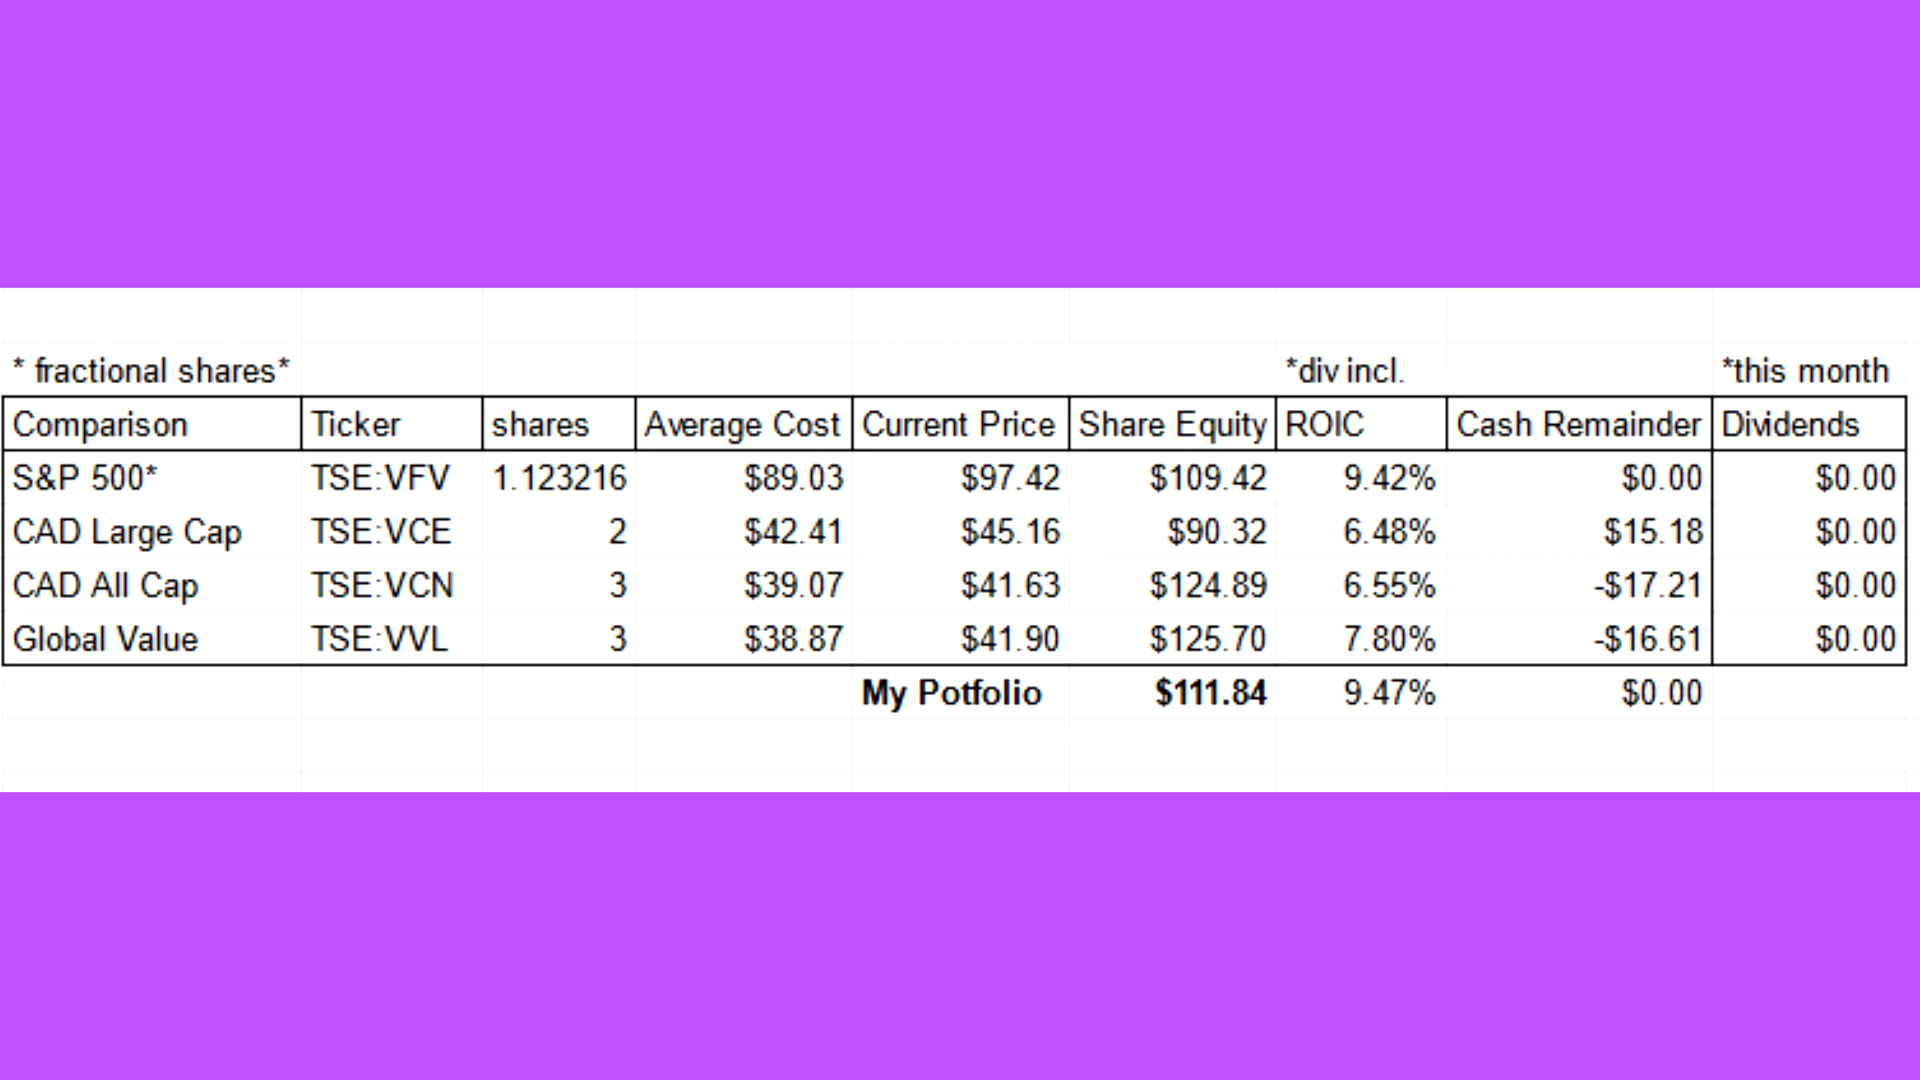 * fractional shares* *div incl. *this month
Comparison Ticker shares Average Cost Current Price Share Equity ROIC Cash Remainder Dividends
S&P 500* TSE:VFV 1.123216 $89.03 $97.42 $109.42 9.42% $0.00 $0.00
CAD Large Cap TSE:VCE 2 $42.41 $45.16 $90.32 6.48% $15.18 $0.00
CAD All Cap TSE:VCN 3 $39.07 $41.63 $124.89 6.55% -$17.21 $0.00
Global Value TSE:VVL 3 $38.87 $41.90 $125.70 7.80% -$16.61 $0.00
My Potfolio $111.84 9.47% $0.00